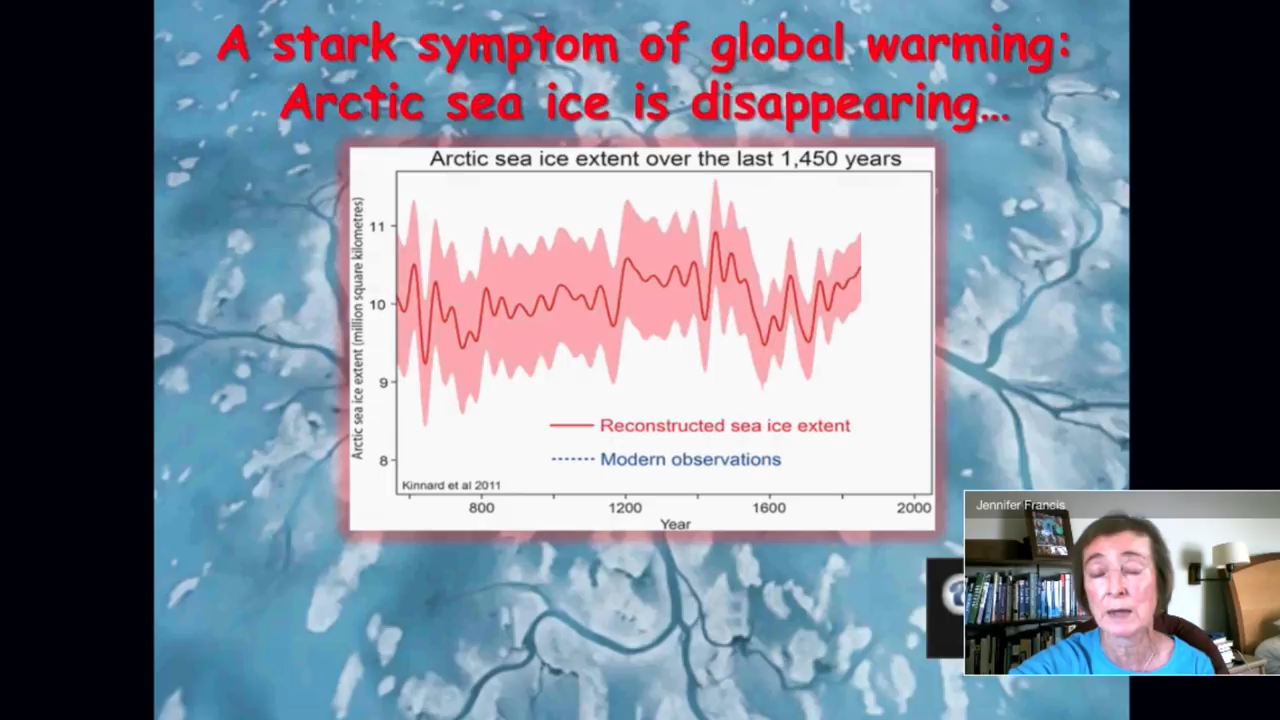 A stark symptom of global warming:
Arctic sea ice is disappearing...
Arctic sea ice extent over the last 1,450 years
Arctic sea ice extent (million square kilometres)
11
10
9
8
Reconstructed sea ice extent
Modern observations
Kinnard et al 2011
800
1200
1600
2000
Year
Jennifer Francis